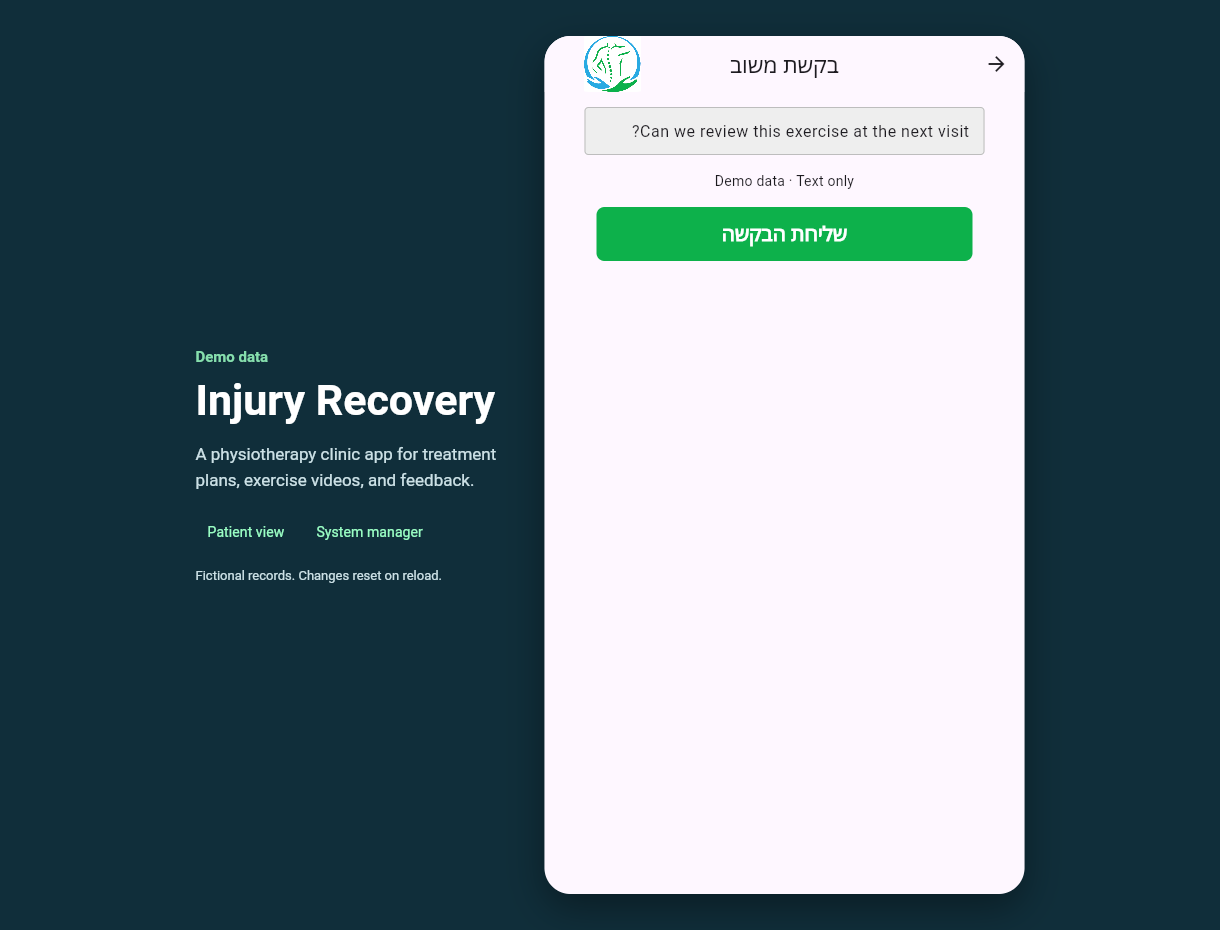 Demo data
Injury Recovery
A physiotherapy clinic app for treatment
plans, exercise videos, and feedback.
Patient view
System manager
Fictional records. Changes reset on reload.
בקשת משוב
?Can we review this exercise at the next visit
Demo data · Text only
שליחת הבקשה